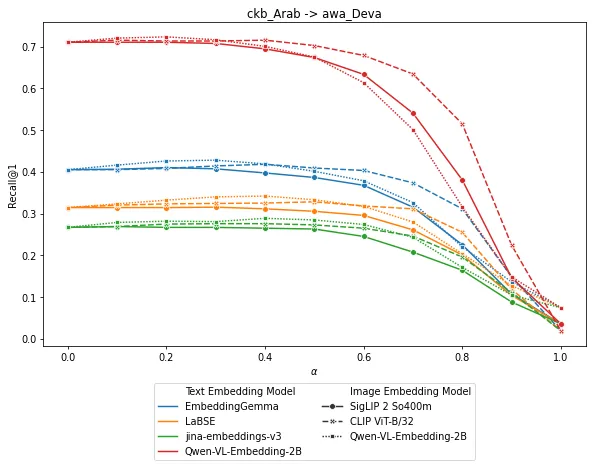 ckb_Arab -> awa_Deva
Recall@1
0.7
0.6
0.5
0.4
0.3
0.2
0.1
0.0
0.0 0.2 0.4 0.6 0.8 1.0
α
Text Embedding Model Image Embedding Model
EmbeddingGemma SigLIP 2 So400m
LaBSE CLIP ViT-B/32
jina-embeddings-v3 Qwen-VL-Embedding-2B
Qwen-VL-Embedding-2B